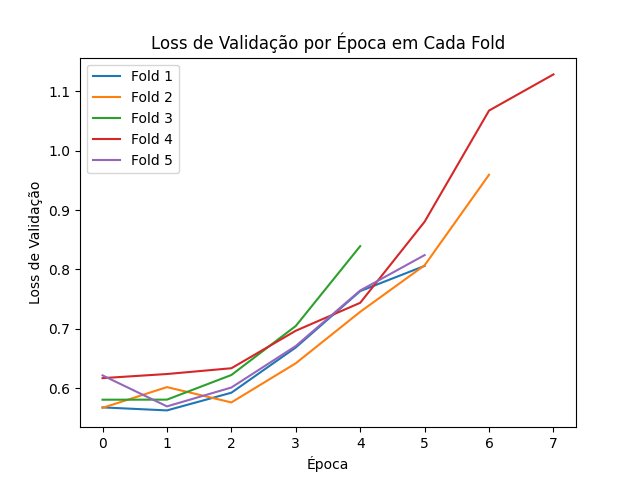 Loss de Validação por Época em Cada Fold
Fold 1
Fold 2
Fold 3
Fold 4
Fold 5
Loss de Validação
1.1
1.0
0.9
0.8
0.7
0.6
0 1 2 3 4 5 6 7
Época